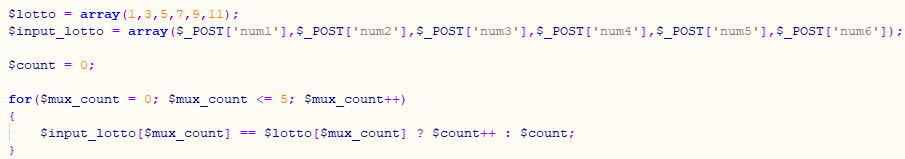 $lotto = array(1,3,5,7,9,11);
$input_lotto = array($_POST['num1'],$_POST['num2'],$_POST['num3'],$_POST['num4'],$_POST['num5'],$_POST['num6']);
$count = 0;
for($mux_count = 0; $mux_count <= 5; $mux_count++)
{
$input_lotto[$mux_count] == $lotto[$mux_count] ? $count++ : $count;
}